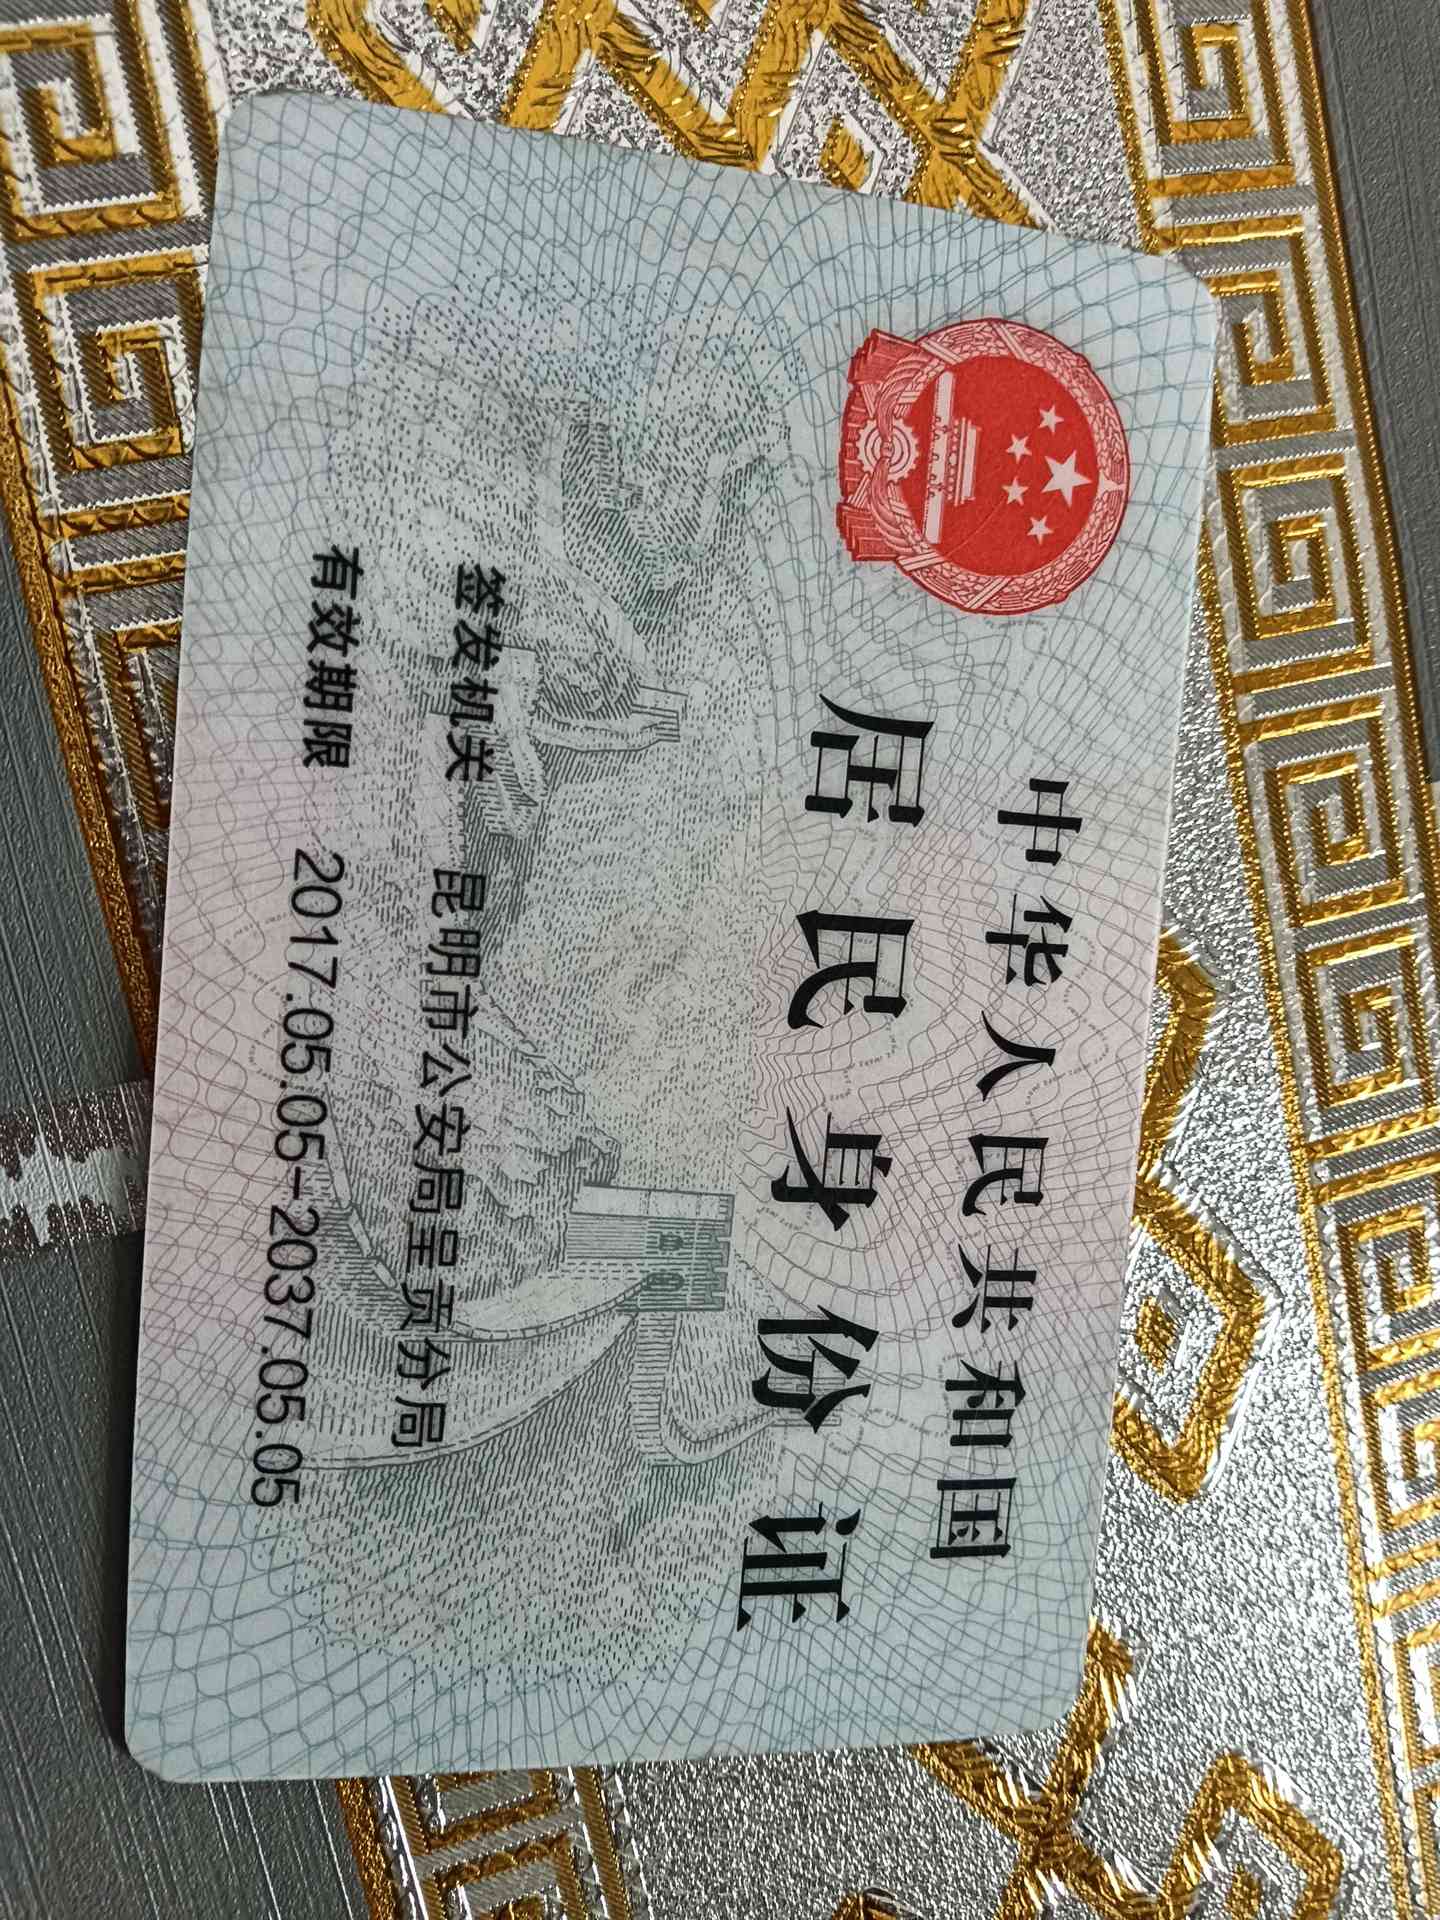 中华人民共和国
居民身份证
签发机关 昆明市公安局呈贡分局
有效期限 2017.05.05-2037.05.05